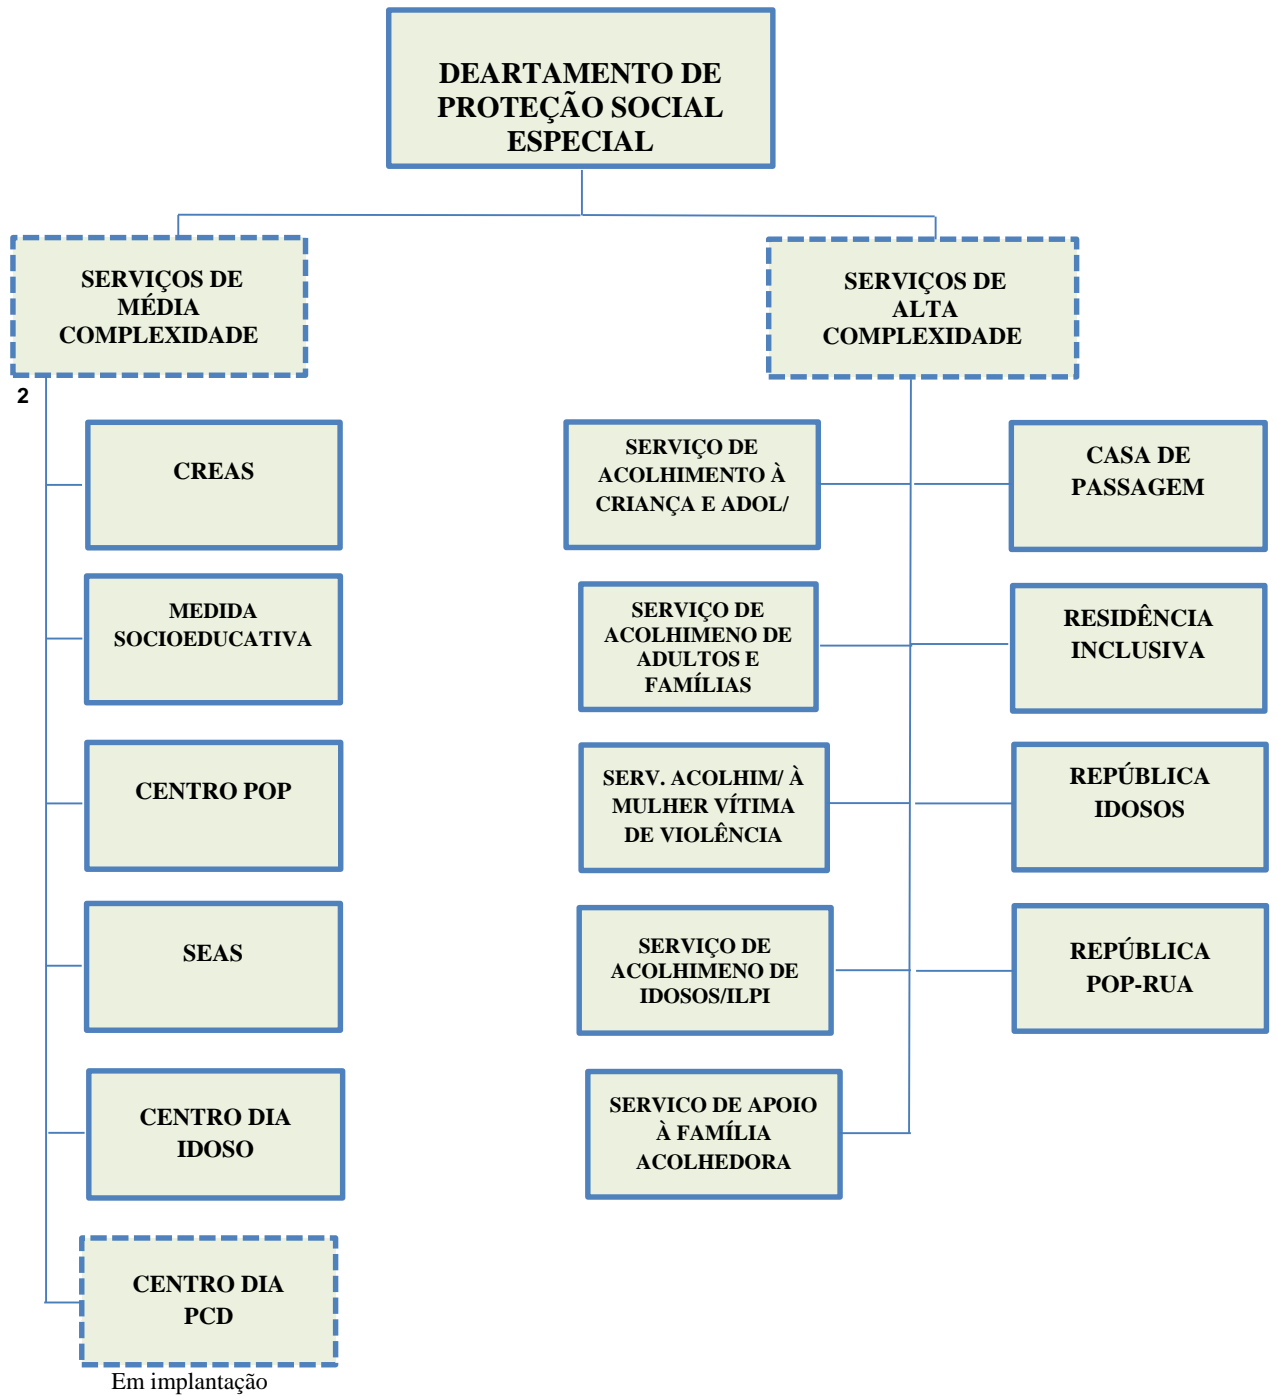 DEARTAMENTO DE
PROTEÇÃO SOCIAL
ESPECIAL
SERVIÇOS DE
MÉDIA
COMPLEXIDADE
2
CREAS
MEDIDA
SOCIOEDUCATIVA
CENTRO POP
SEAS
CENTRO DIA
IDOSO
CENTRO DIA
PCD
Em implantação
SERVIÇOS DE
ALTA
COMPLEXIDADE
SERVIÇO DE
ACOLHIMENTO À
CRIANÇA E ADOL/
SERVIÇO DE
ACOLHIMENO DE
ADULTOS E
FAMÍLIAS
SERV. ACOLHIM/ À
MULHER VÍTIMA
DE VIOLÊNCIA
SERVIÇO DE
ACOLHIMENO DE
IDOSOS/ILPI
SERVICO DE APOIO
À FAMÍLIA
ACOLHEDORA
CASA DE
PASSAGEM
RESIDÊNCIA
INCLUSIVA
REPÚBLICA
IDOSOS
REPÚBLICA
POP-RUA